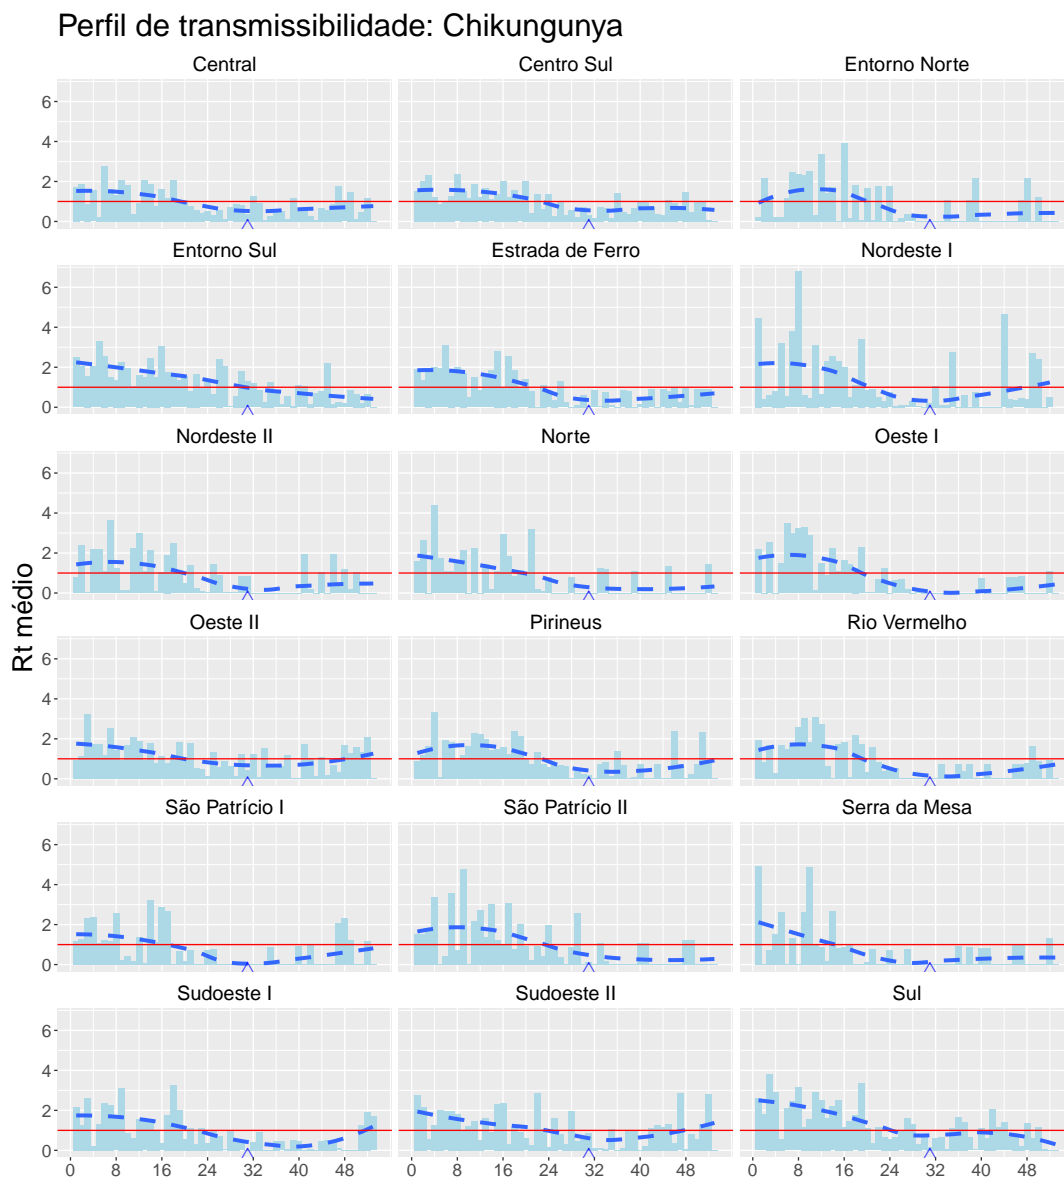 Perfil de transmissibilidade: Chikungunya
Central Centro Sul Entorno Norte
6
4
2
0
Entorno Sul Estrada de Ferro Nordeste I
6
4
2
0
Nordeste II Norte Oeste I
6
4
2
0
Rt médio
Oeste II Pirineus Rio Vermelho
6
4
2
0
São Patrício I São Patrício II Serra da Mesa
6
4
2
0
Sudoeste I Sudoeste II Sul
6
4
2
0
0 8 16 24 32 40 48 0 8 16 24 32 40 48 0 8 16 24 32 40 48